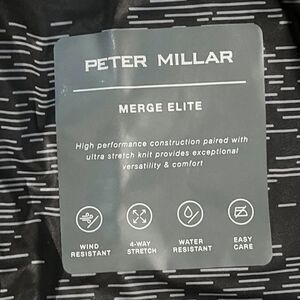 PETER MILLAR
MERGE ELITE
High performance construction paired with
ultra stretch knit provides exceptional
versatility & comfort
WIND
RESISTANT
4-WAY
STRETCH
WATER
RESISTANT
EASY
CARE